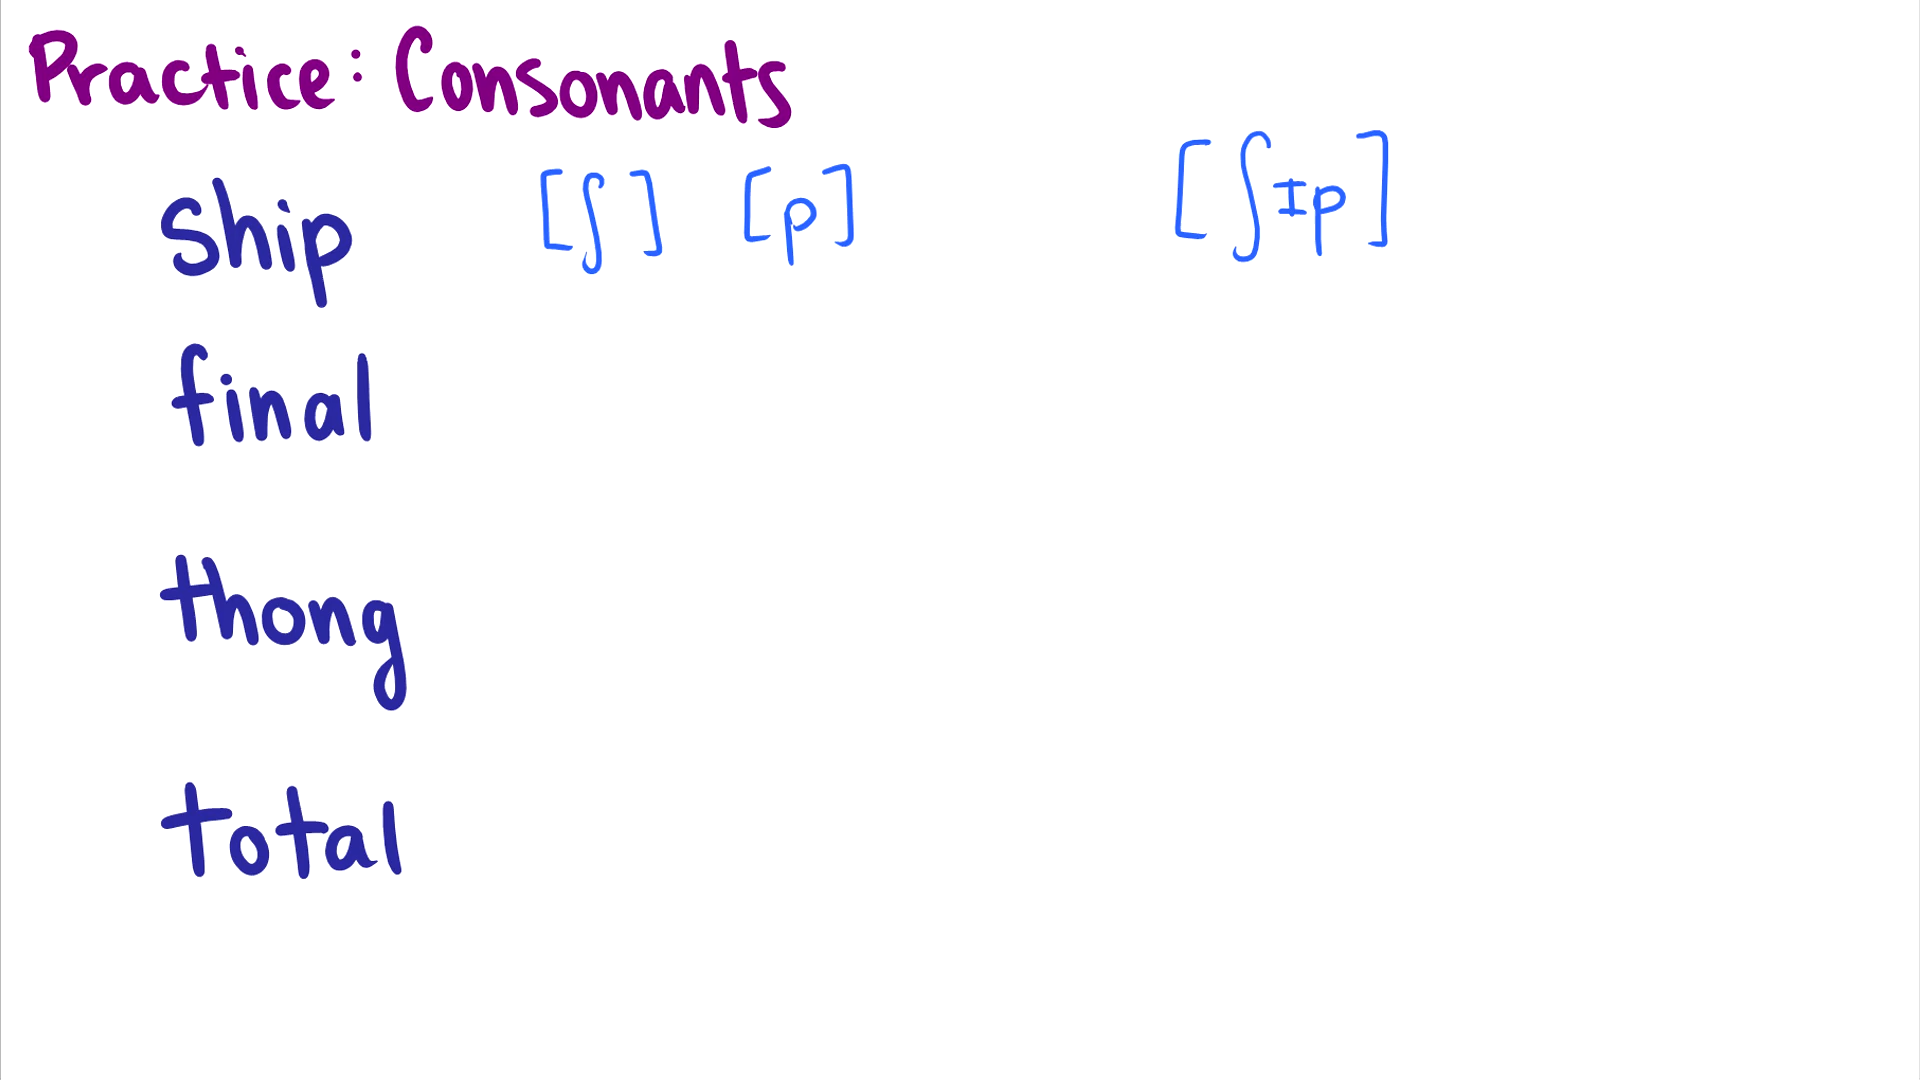 Practice: Consonants
ship [ʃ] [p] [ʃɪp]
final
thong
total